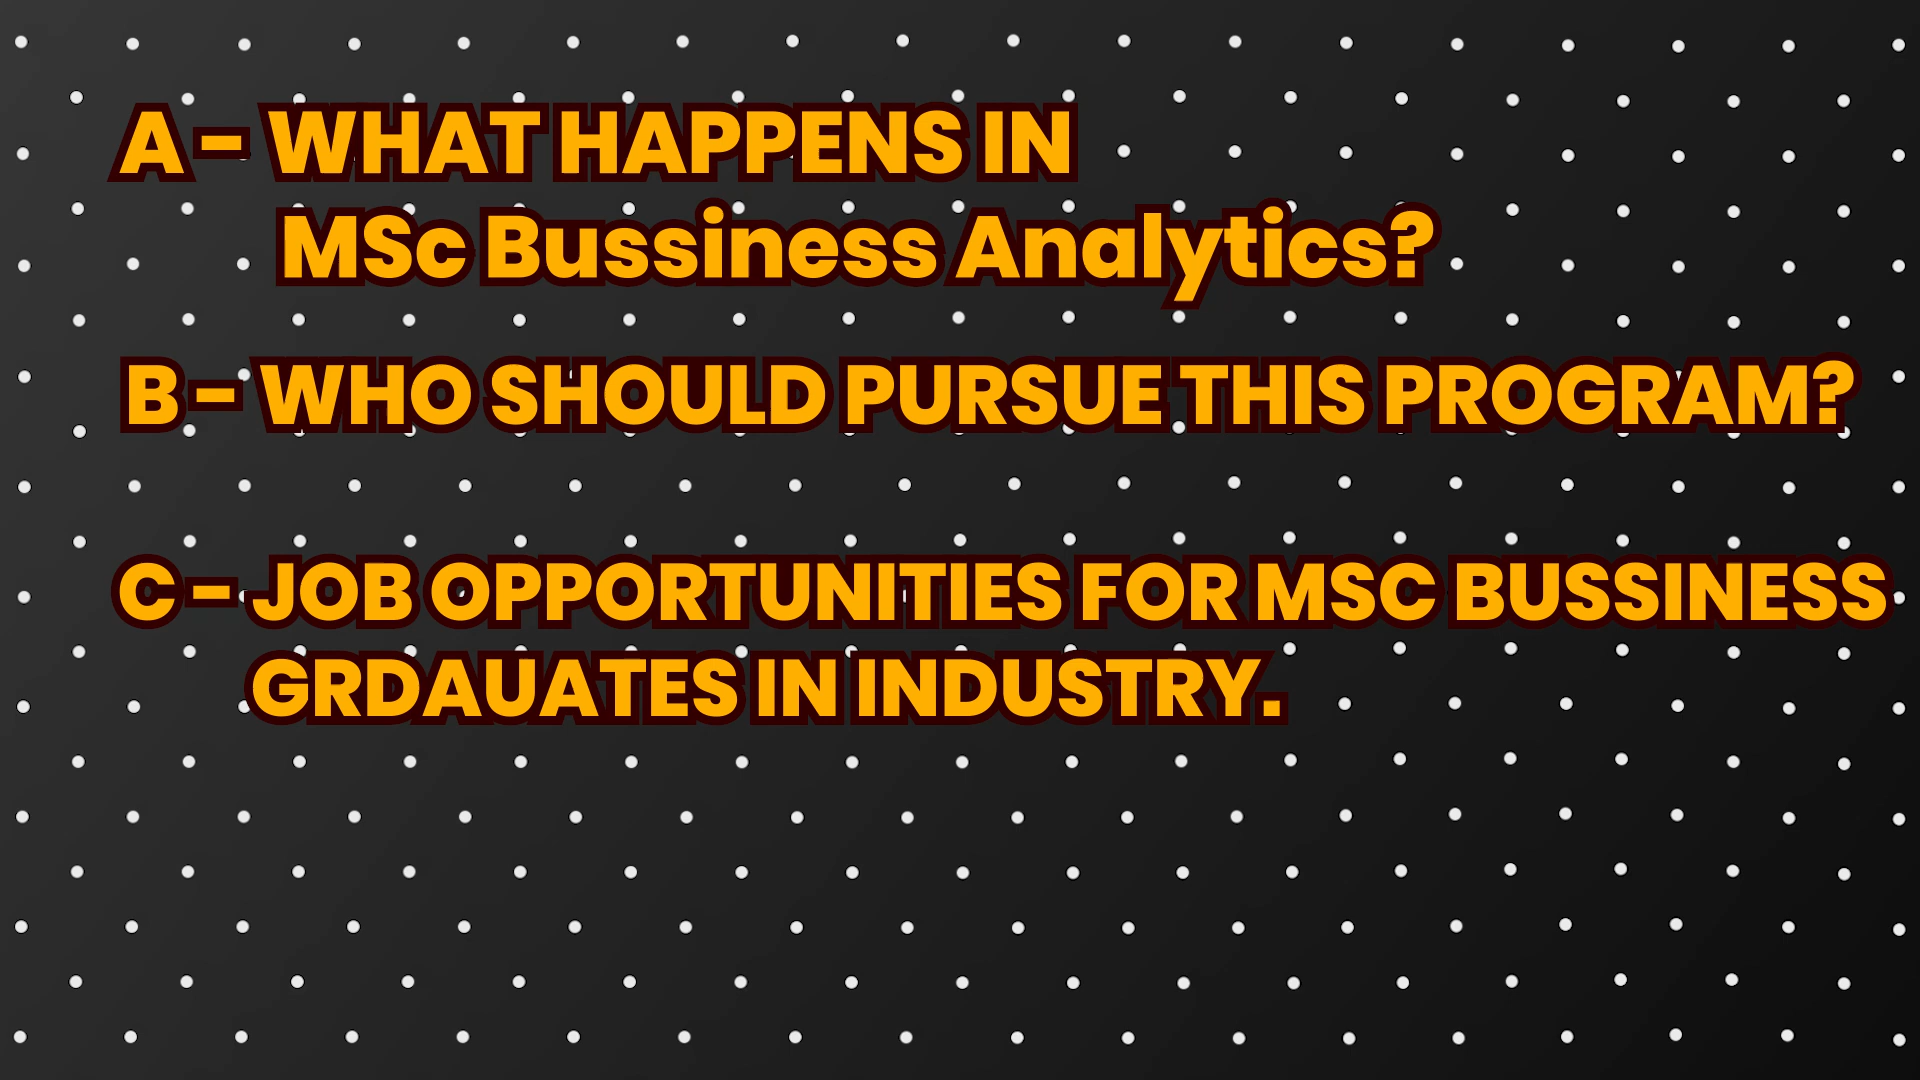 A - WHAT HAPPENS IN
MSc Bussiness Analytics?
B - WHO SHOULD PURSUE THIS PROGRAM?
C - JOB OPPORTUNITIES FOR MSC BUSSINESS
GRDAUATES IN INDUSTRY.